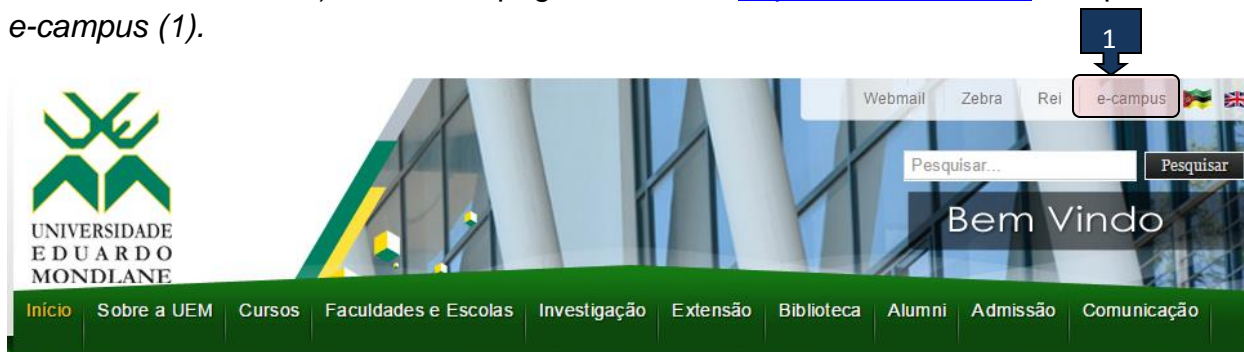 e-campus (1).
1
Webmail Zebra Rei e-campus
Pesquisar... Pesquisar
Bem Vindo
UNIVERSIDADE
EDUARDO
MONDLANE
Início Sobre a UEM Cursos Faculdades e Escolas Investigação Extensão Biblioteca Alumni Admissão Comunicação